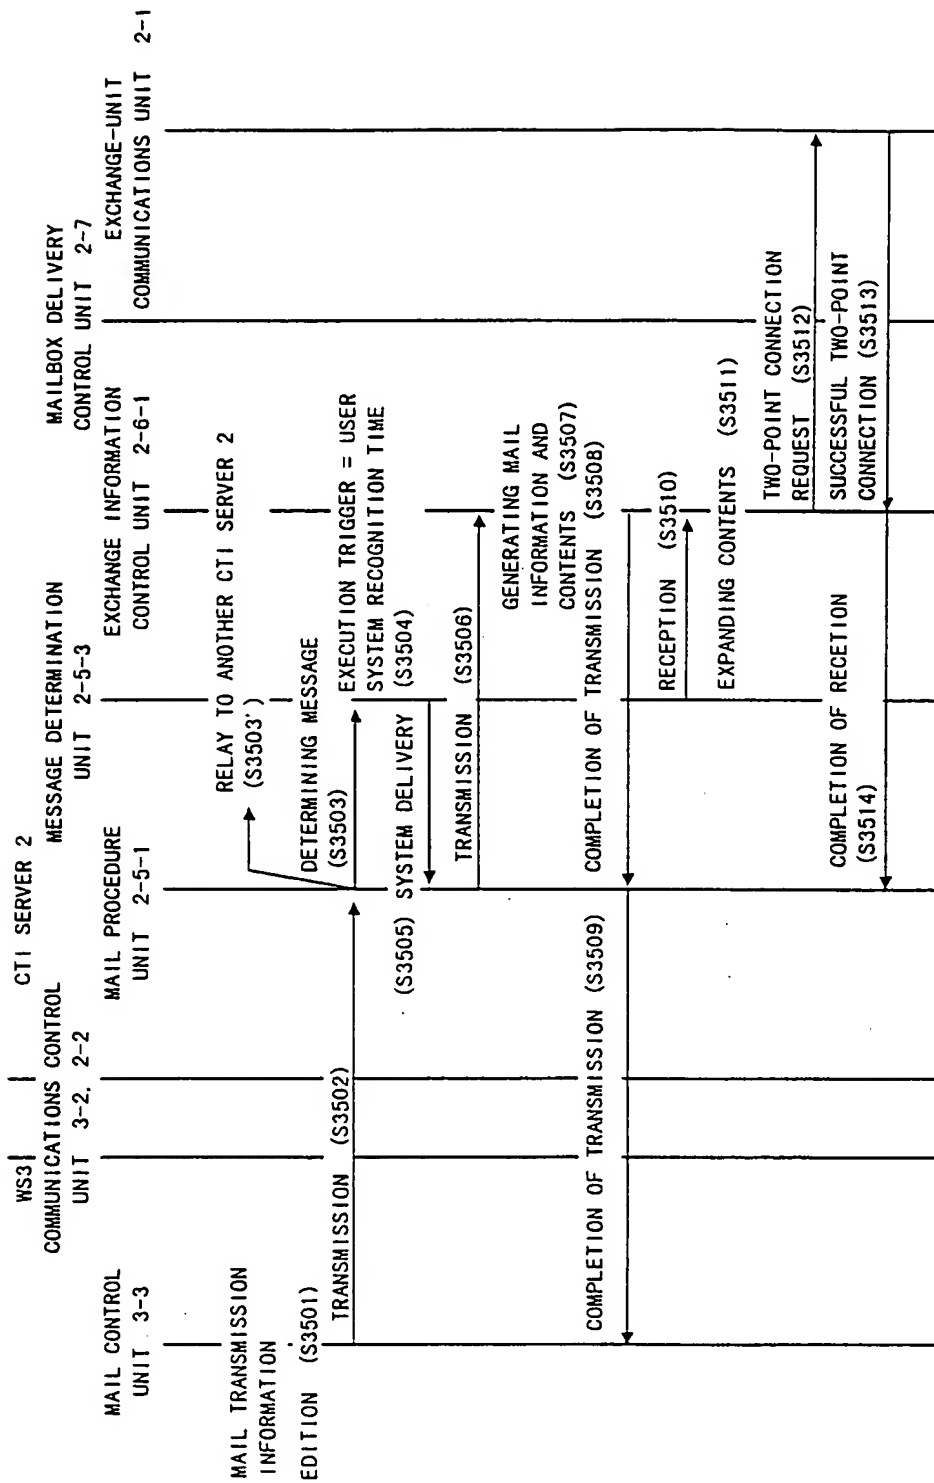 WS3
CTI SERVER 2
MAIL CONTROL
UNIT 3-3
COMMUNICATIONS CONTROL
UNIT 3-2, 2-2
MAIL PROCEDURE
UNIT 2-5-1
MESSAGE DETERMINATION
UNIT 2-5-3
EXCHANGE INFORMATION
CONTROL UNIT 2-6-1
MAILBOX DELIVERY
CONTROL UNIT 2-7
EXCHANGE-UNIT
COMMUNICATIONS UNIT 2-1
MAIL TRANSMISSION
INFORMATION
EDITION (S3501)
TRANSMISSION (S3502)
RELAY TO ANOTHER CTI SERVER 2
(S3503')
DETERMINING MESSAGE
(S3503)
EXECUTION TRIGGER = USER
SYSTEM RECOGNITION TIME
(S3504)
(S3505) SYSTEM DELIVERY
TRANSMISSION (S3506)
GENERATING MAIL
INFORMATION AND
CONTENTS (S3507)
COMPLETION OF TRANSMISSION (S3508)
COMPLETION OF TRANSMISSION (S3509)
RECEPTION (S3510)
EXPANDING CONTENTS (S3511)
TWO-POINT CONNECTION
REQUEST (S3512)
SUCCESSFUL TWO-POINT
CONNECTION (S3513)
COMPLETION OF RECETION
(S3514)